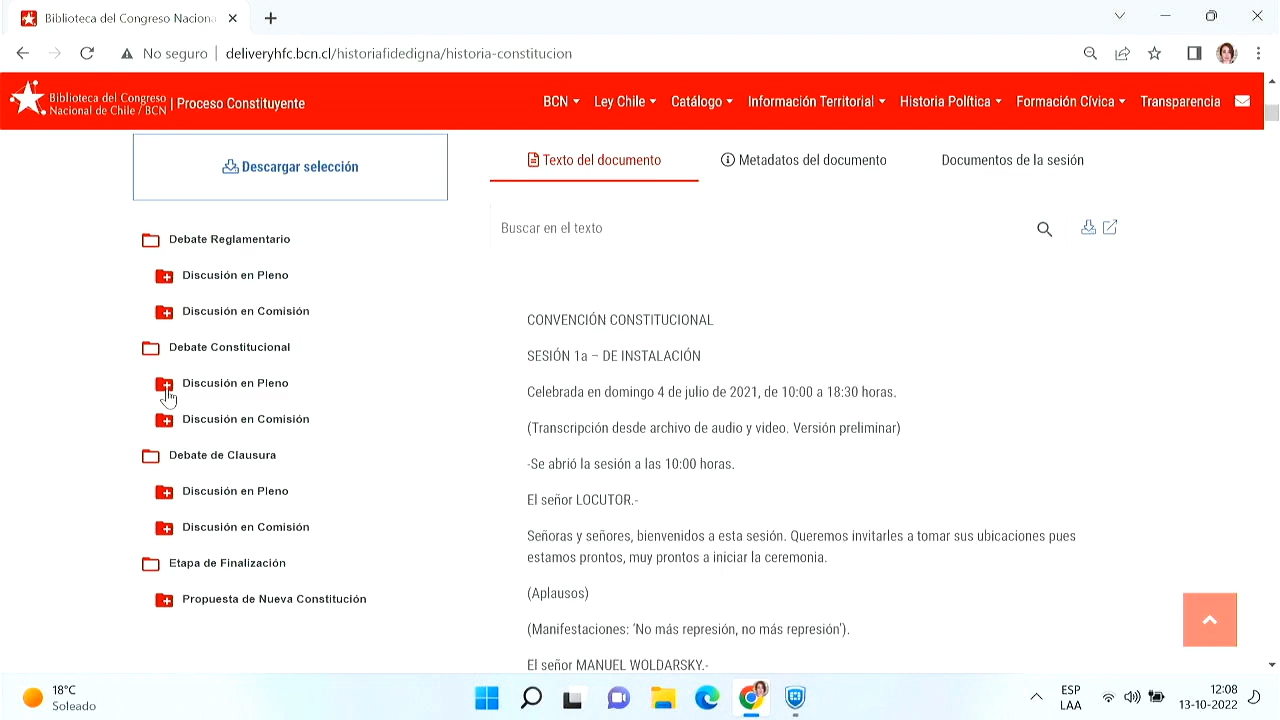 Biblioteca del Congreso Naciona
No seguro | deliveryhfc.bcn.cl/historiafidedigna/historia-constitucion
Biblioteca del Congreso
Nacional de Chile / BCN
| Proceso Constituyente
BCN
Ley Chile
Catálogo
Información Territorial
Historia Política
Formación Cívica
Transparencia
Descargar selección
Debate Reglamentario
Discusión en Pleno
Discusión en Comisión
Debate Constitucional
Discusión en Pleno
Discusión en Comisión
Debate de Clausura
Discusión en Pleno
Discusión en Comisión
Etapa de Finalización
Propuesta de Nueva Constitución
Texto del documento
Metadatos del documento
Documentos de la sesión
Buscar en el texto
CONVENCIÓN CONSTITUCIONAL
SESIÓN 1a – DE INSTALACIÓN
Celebrada en domingo 4 de julio de 2021, de 10:00 a 18:30 horas.
(Transcripción desde archivo de audio y video. Versión preliminar)
-Se abrió la sesión a las 10:00 horas.
El señor LOCUTOR.-
Señoras y señores, bienvenidos a esta sesión. Queremos invitarles a tomar sus ubicaciones pues
estamos prontos, muy prontos a iniciar la ceremonia.
(Aplausos)
(Manifestaciones: ‘No más represión, no más represión’).
El señor MANUEL WOLDARSKY.-
18°C
Soleado
ESP
LAA
12:08
13-10-2022